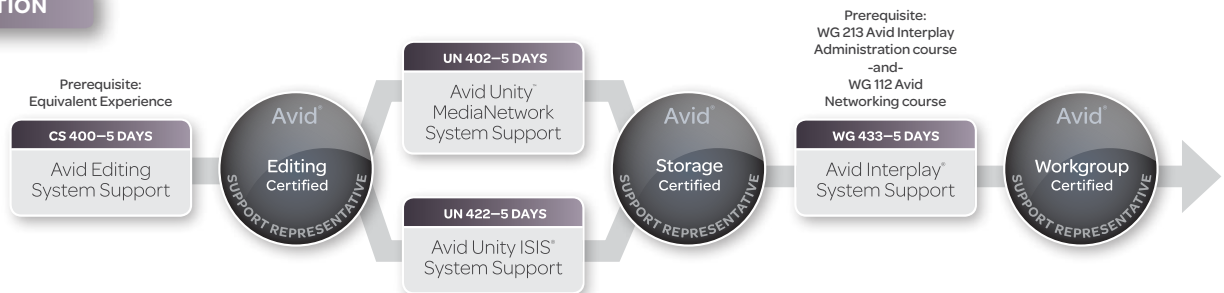 TION
Prerequisite:
Equivalent Experience
CS 400–5 DAYS
Avid Editing
System Support
Avid®
Editing
Certified
SUPPORT REPRESENTATIVE
UN 402–5 DAYS
Avid Unity™
MediaNetwork
System Support
UN 422–5 DAYS
Avid Unity ISIS®
System Support
Avid®
Storage
Certified
SUPPORT REPRESENTATIVE
Prerequisite:
WG 213 Avid Interplay
Administration course
-and-
WG 112 Avid
Networking course
WG 433–5 DAYS
Avid Interplay®
System Support
Avid®
Workgroup
Certified
SUPPORT REPRESENTATIVE